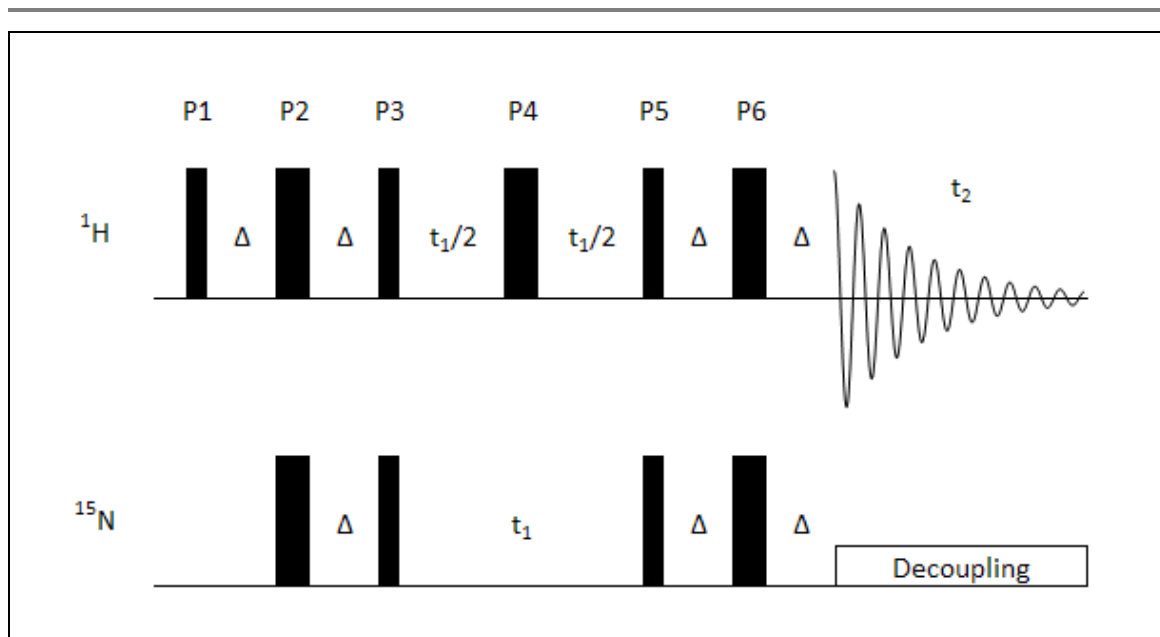 P1 P2 P3 P4 P5 P6
¹H Δ Δ t₁/2 t₁/2 Δ Δ t₂
¹⁵N Δ t₁ Δ Δ
Decoupling